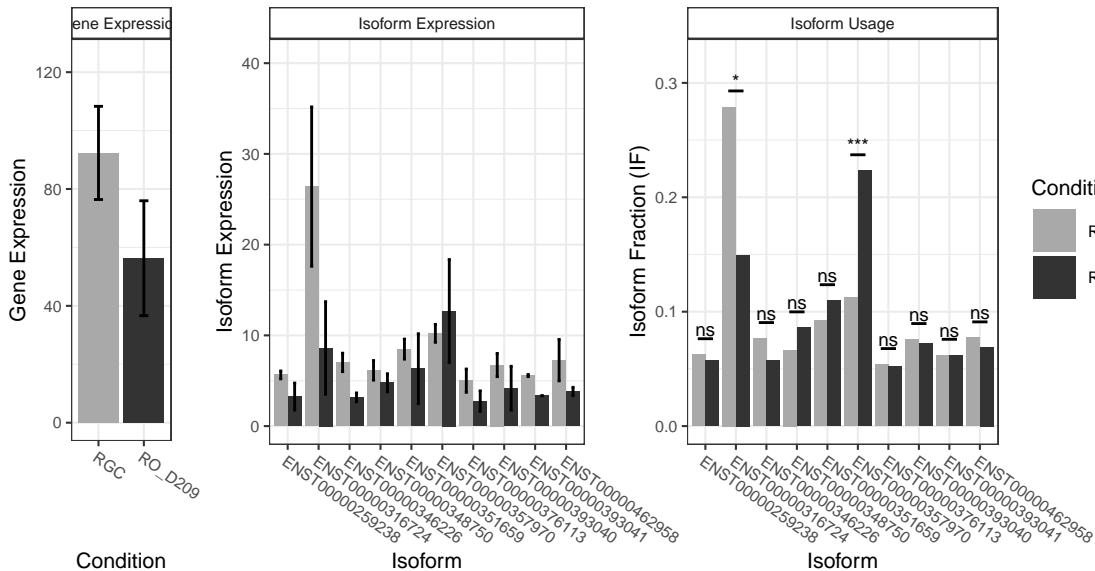 ene Expressio
Gene Expression
120
80
40
0
RGC
RO_D209
Condition
Isoform Expression
Isoform Expression
40
30
20
10
0
ENST00000259238
ENST00000316724
ENST00000346226
ENST00000348750
ENST00000351659
ENST00000357970
ENST00000376113
ENST00000393040
ENST00000393041
ENST00000462958
Isoform
Isoform Usage
Isoform Fraction (IF)
0.3
0.2
0.1
0.0
ns
*
ns
ns
ns
***
ns
ns
ns
ns
ENST00000259238
ENST00000316724
ENST00000346226
ENST00000348750
ENST00000351659
ENST00000357970
ENST00000376113
ENST00000393040
ENST00000393041
ENST00000462958
Isoform
Conditi
R
R